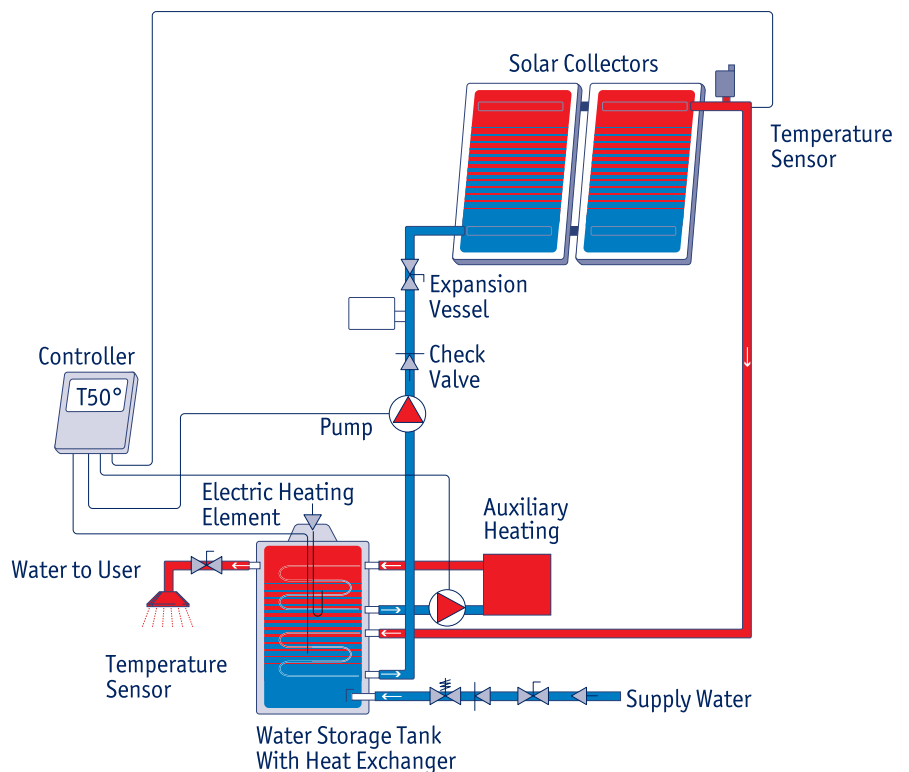 Solar Collectors
Temperature
Sensor
Expansion
Vessel
Controller
T50°
Check
Valve
Pump
Electric Heating
Element
Auxiliary
Heating
Water to User
Temperature
Sensor
Supply Water
Water Storage Tank
With Heat Exchanger